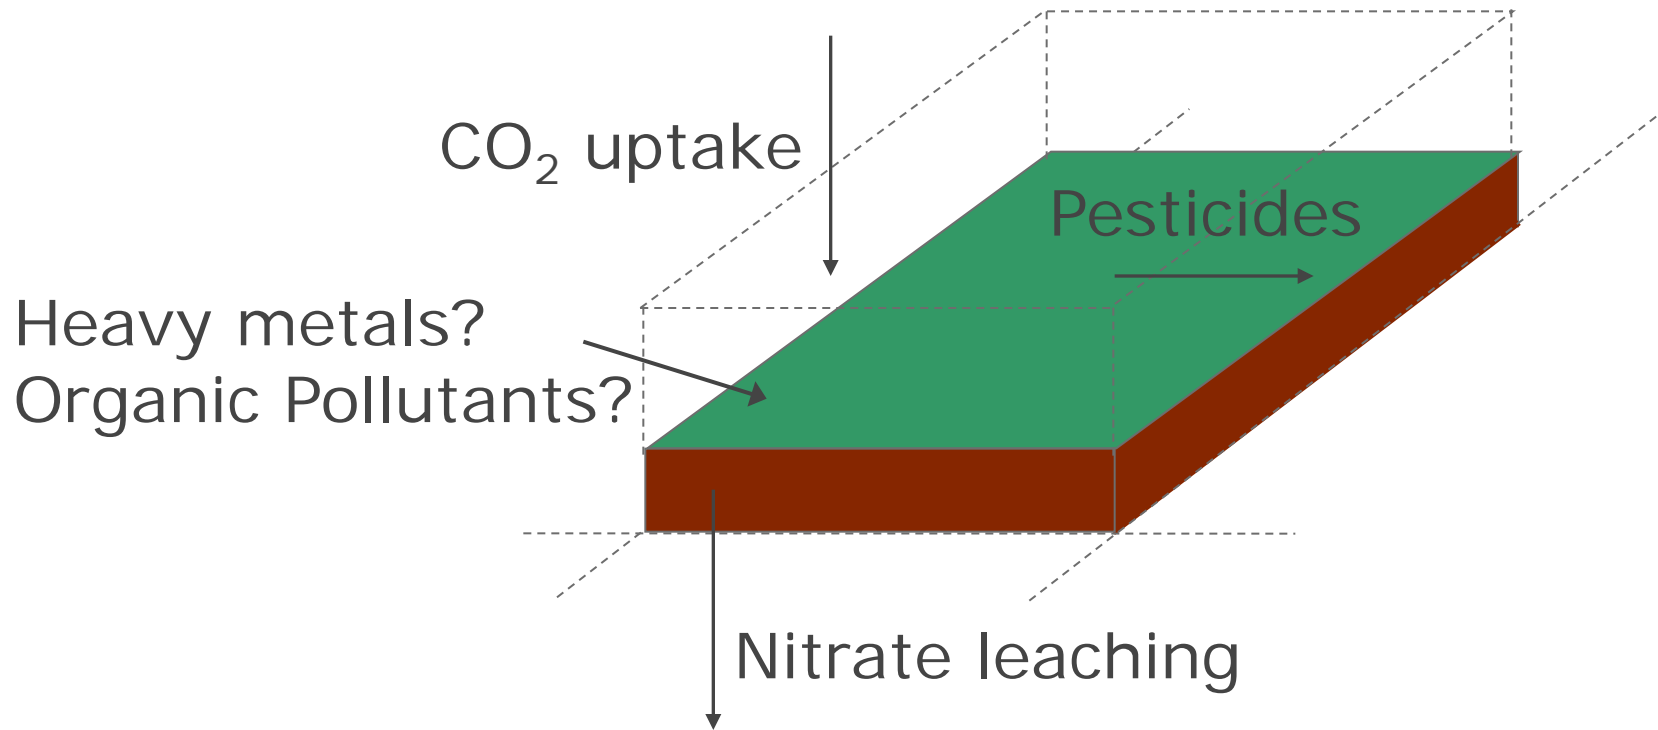 CO₂ uptake
Pesticides
Heavy metals?
Organic Pollutants?
Nitrate leaching